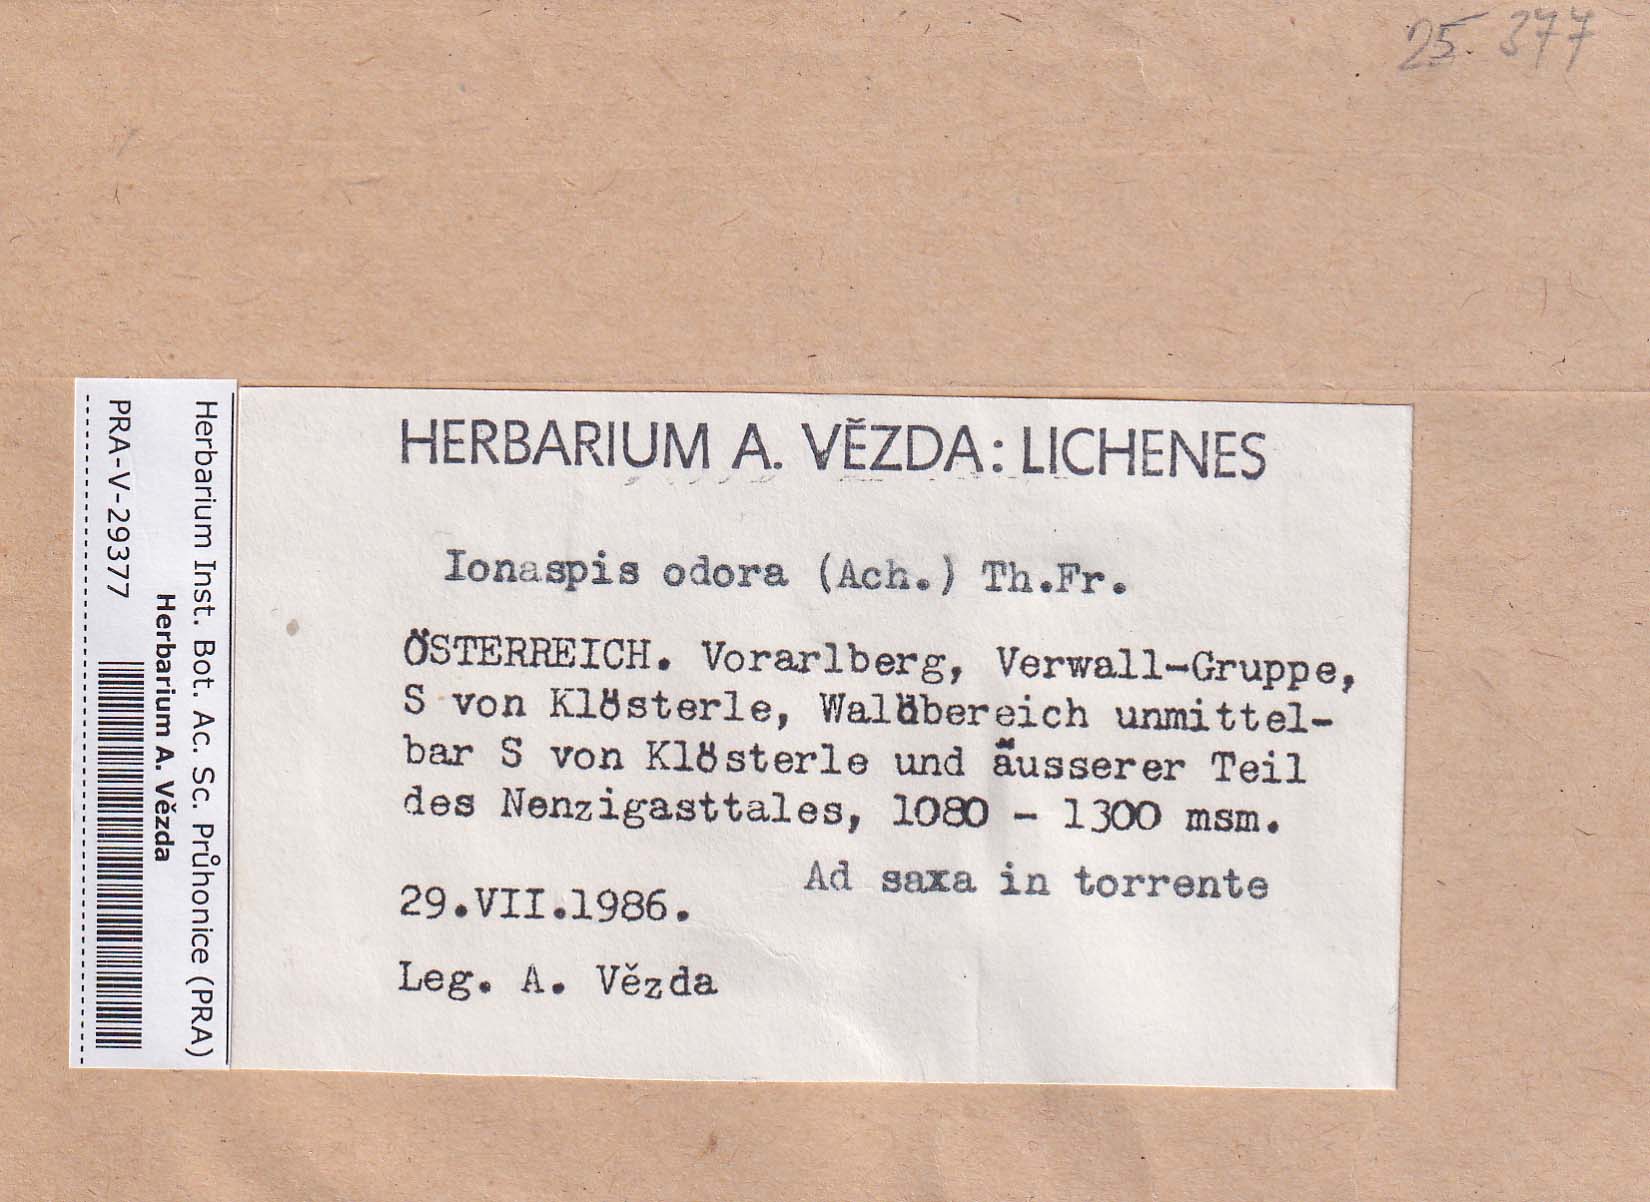 25.377
HERBARIUM A. VĚZDA: LICHENES
Ionaspis odora (Ach.) Th.Fr.
ÖSTERREICH. Vorarlberg, Verwall-Gruppe,
S von Klösterle, Waldbereich unmittel-
bar S von Klösterle und äusserer Teil
des Nenzigasttales, 1080 - 1300 msm.
Ad saxa in torrente
29.VII.1986.
Leg. A. Vězda
Herbarium Inst. Bot. Ac. Sc. Průhonice (PRA)
Herbarium A. Vězda
PRA-V-29377